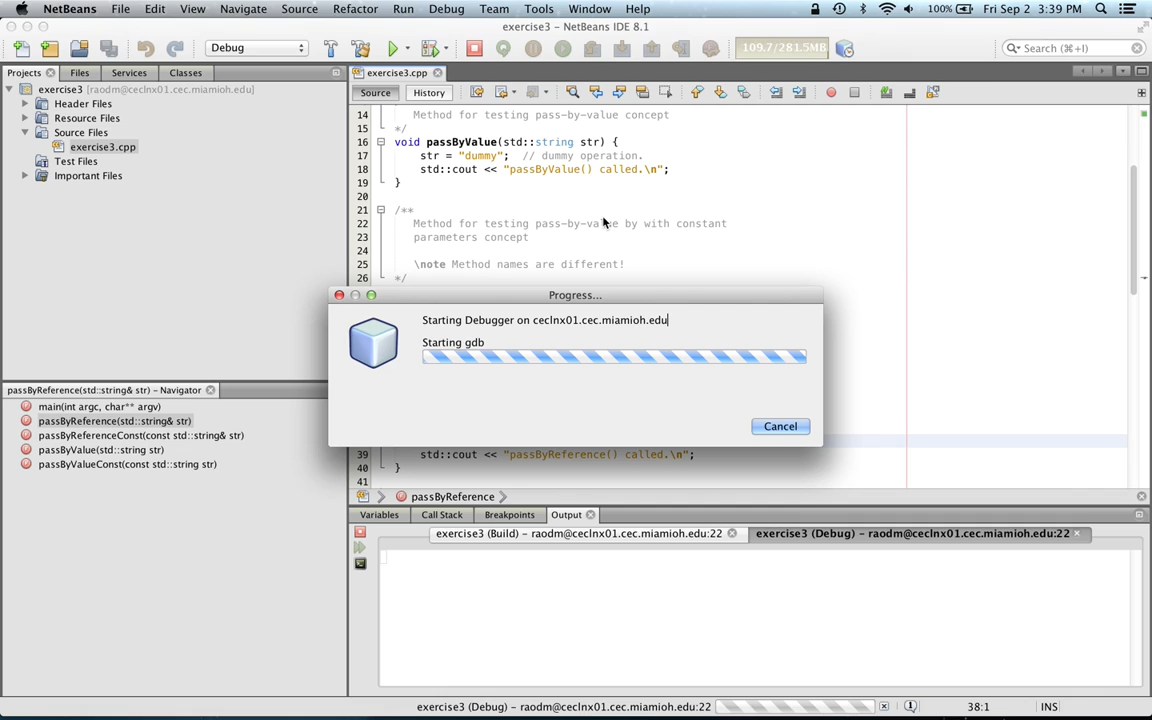 NetBeans File Edit View Navigate Source Refactor Run Debug Team Tools Window Help 100% Fri Sep 2 3:39 PM
exercise3 – NetBeans IDE 8.1
Debug 109.7/281.5MB Search (⌘+I)
Projects Files Services Classes
exercise3.cpp
exercise3 [raodm@ceclnx01.cec.miamioh.edu]
Header Files
Resource Files
Source Files
exercise3.cpp
Test Files
Important Files
Source History
14 Method for testing pass-by-value concept
15 */
16 void passByValue(std::string str) {
17 str = "dummy"; // dummy operation.
18 std::cout << "passByValue() called.\n";
19 }
20
21 /**
22 Method for testing pass-by-value by with constant
23 parameters concept
24
25 \note Method names are different!
26 */
Progress...
Starting Debugger on ceclnx01.cec.miamioh.edu
Starting gdb
Cancel
39 std::cout << "passByReference() called.\n";
40 }
41
passByReference
passByReference(std::string& str) – Navigator
main(int argc, char** argv)
passByReference(std::string& str)
passByReferenceConst(const std::string& str)
passByValue(std::string str)
passByValueConst(const std::string str)
Variables Call Stack Breakpoints Output
exercise3 (Build) – raodm@ceclnx01.cec.miamioh.edu:22 exercise3 (Debug) – raodm@ceclnx01.cec.miamioh.edu:22
exercise3 (Debug) – raodm@ceclnx01.cec.miamioh.edu:22 38:1 INS